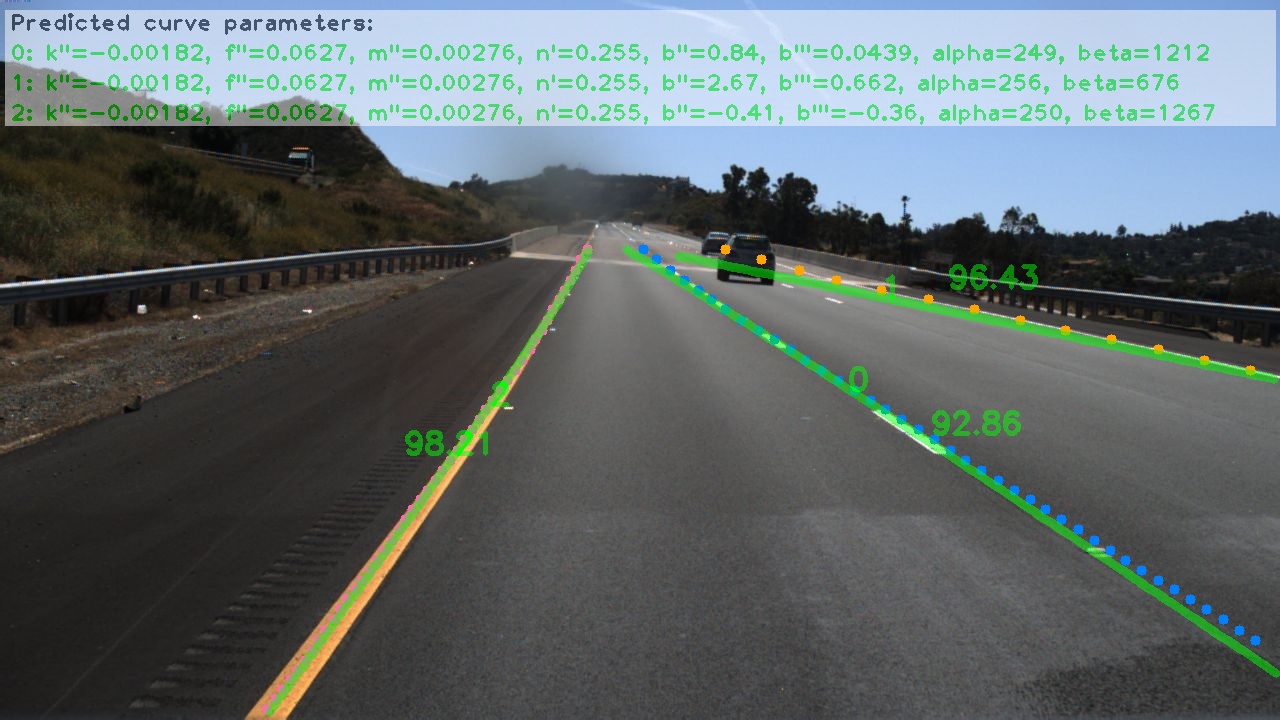 Predicted curve parameters:
0: k''=-0.00182, f''=0.0627, m''=0.00276, n'=0.255, b''=0.84, b'''=0.0439, alpha=249, beta=1212
1: k''=-0.00182, f''=0.0627, m''=0.00276, n'=0.255, b''=2.67, b'''=0.662, alpha=256, beta=676
2: k''=-0.00182, f''=0.0627, m''=0.00276, n'=0.255, b''=-0.41, b'''=-0.36, alpha=250, beta=1267
1
96.43
0
92.86
2
98.21